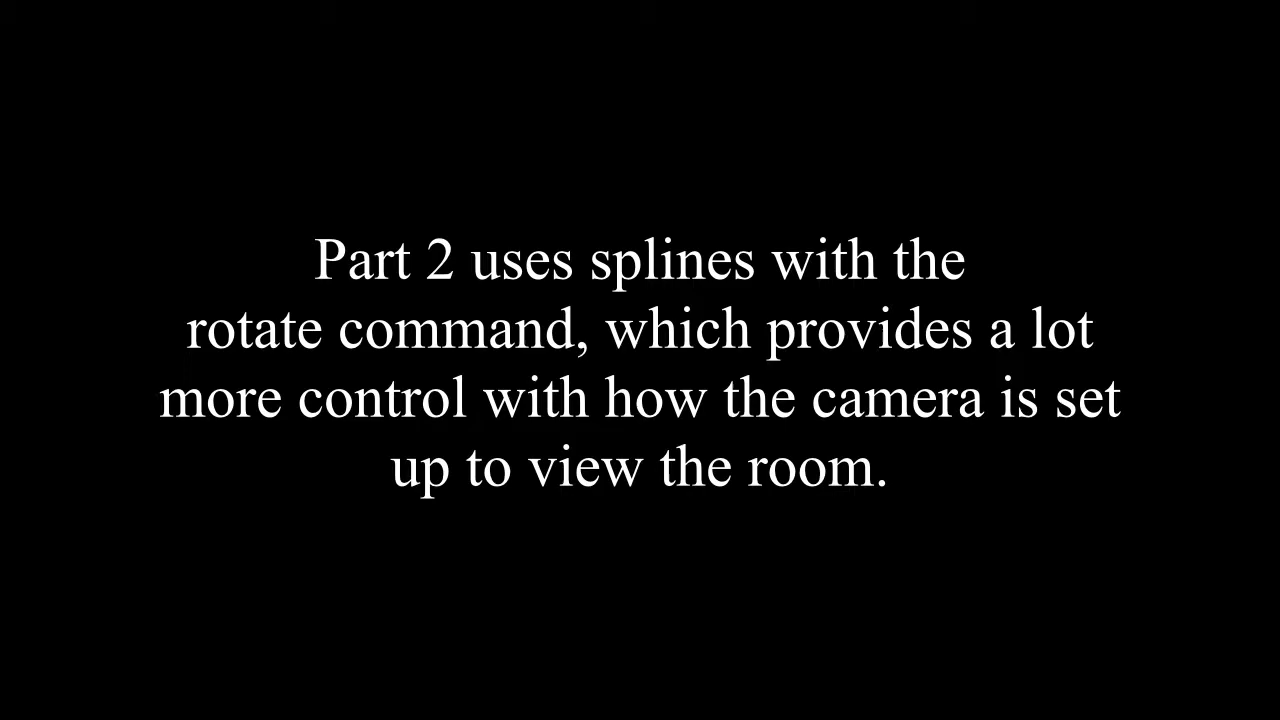 Part 2 uses splines with the
rotate command, which provides a lot
more control with how the camera is set
up to view the room.